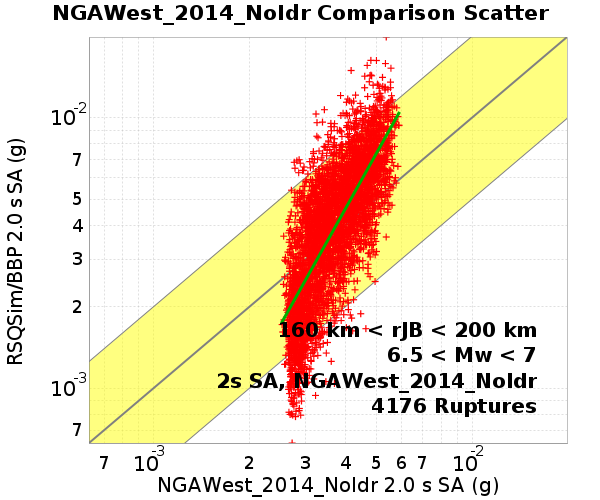 NGAWest_2014_NoIdr Comparison Scatter
RSQSim/BBP 2.0 s SA (g)
10-2
7
5
4
3
2
10-3
7
160 km < rJB < 200 km
6.5 < Mw < 7
2s SA, NGAWest_2014_NoIdr
4176 Ruptures
7 10-3 2 3 4 5 6 7 10-2
NGAWest_2014_NoIdr 2.0 s SA (g)